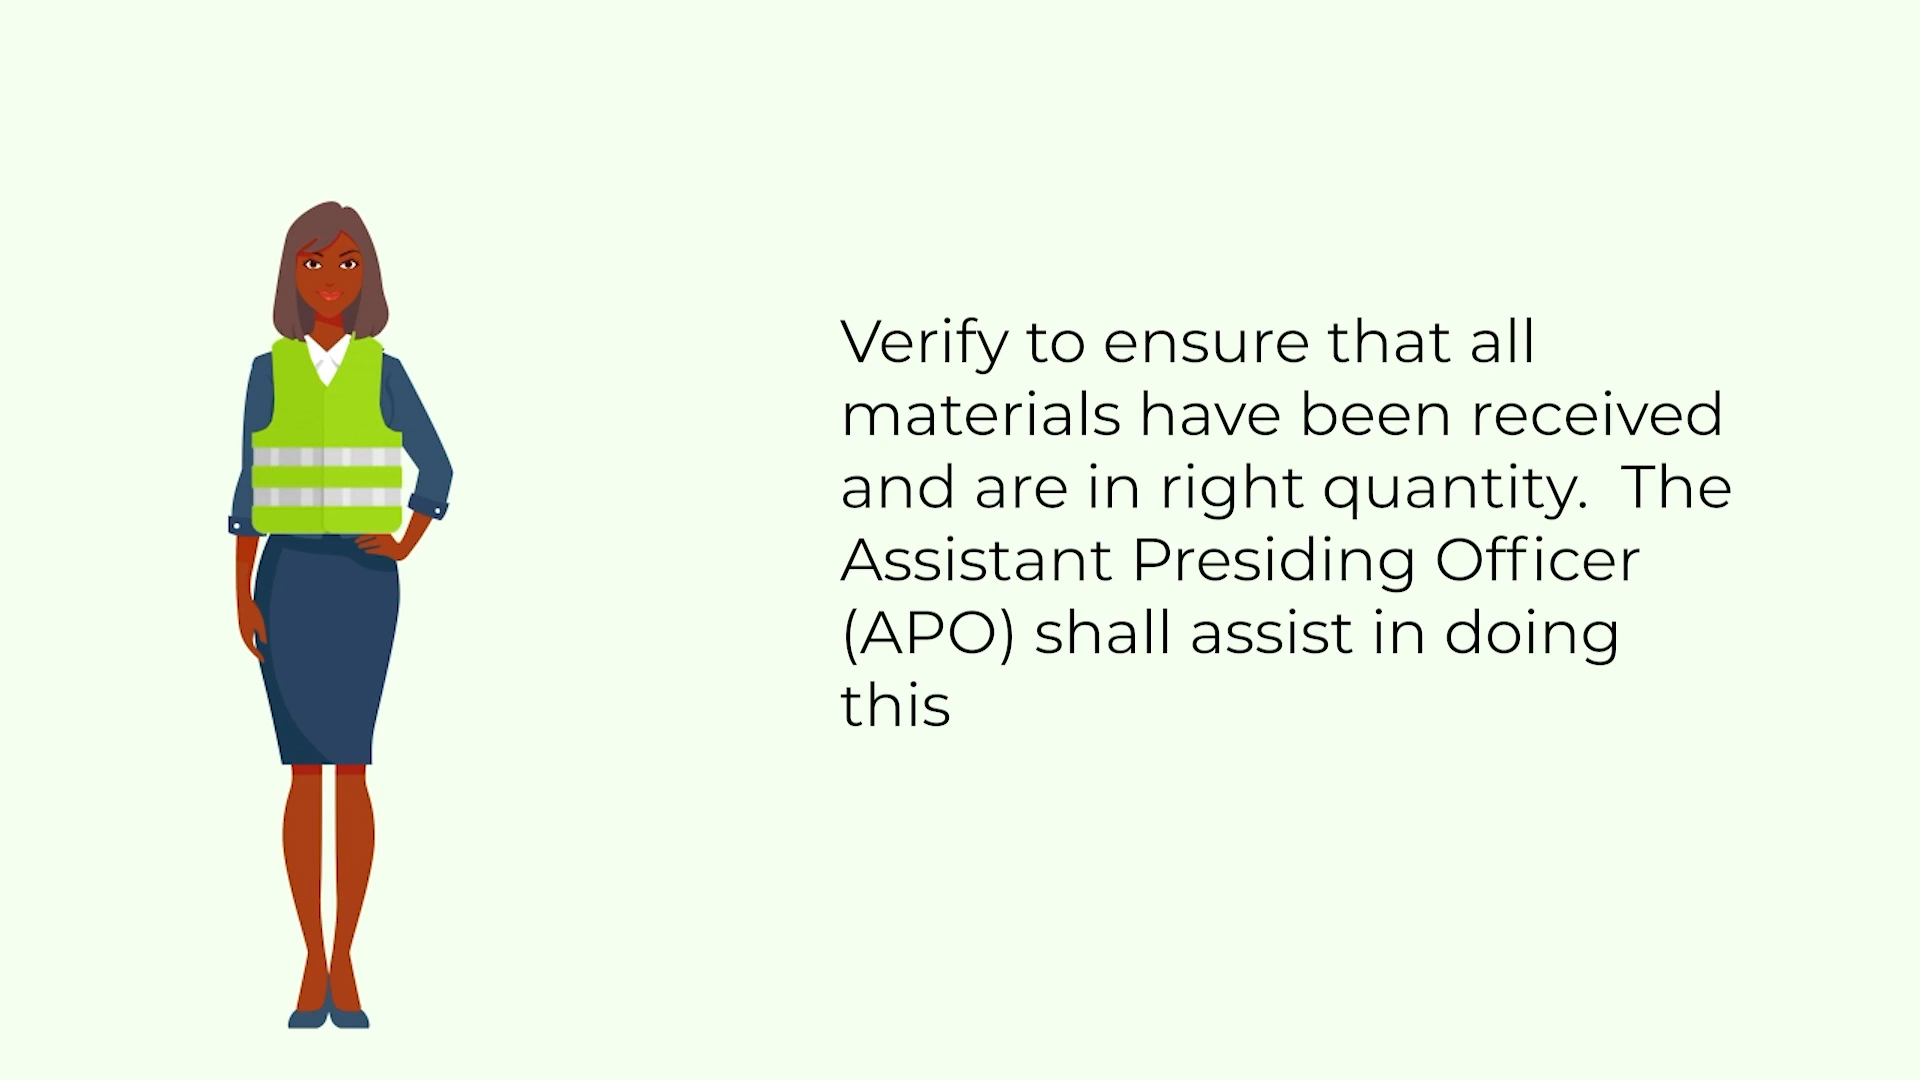 Verify to ensure that all
materials have been received
and are in right quantity.  The
Assistant Presiding Officer
(APO) shall assist in doing
this